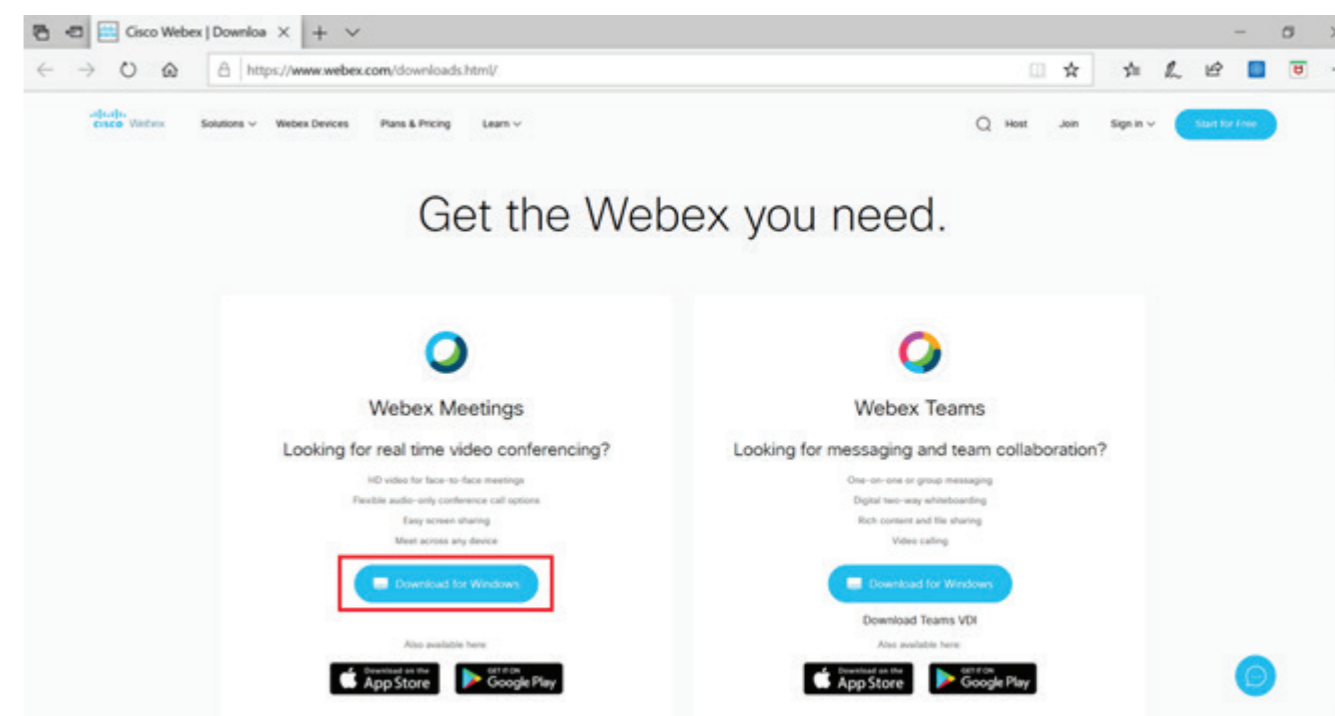 Cisco Webex | Downloa
https://www.webex.com/downloads.html/
CISCO Webex
Solutions
Webex Devices
Plans & Pricing
Learn
Host
Join
Sign in
Start for Free
Get the Webex you need.
Webex Meetings
Looking for real time video conferencing?
HD video for face-to-face meetings
Flexible audio-only conference call options
Easy screen sharing
Meet across any device
Download for Windows
Also available here:
Download on the
App Store
GET IT ON
Google Play
Webex Teams
Looking for messaging and team collaboration?
One-on-one or group messaging
Digital two-way whiteboarding
Rich content and file sharing
Video calling
Download for Windows
Download Teams VDI
Also available here:
Download on the
App Store
GET IT ON
Google Play